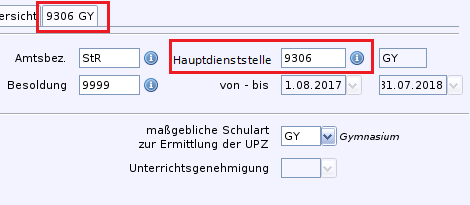 ersicht 9306 GY
Amtsbez. StR Hauptdienststelle 9306 GY
Besoldung 9999 von - bis 1.08.2017 31.07.2018
maßgebliche Schulart GY Gymnasium
zur Ermittlung der UPZ
Unterrichtsgenehmigung